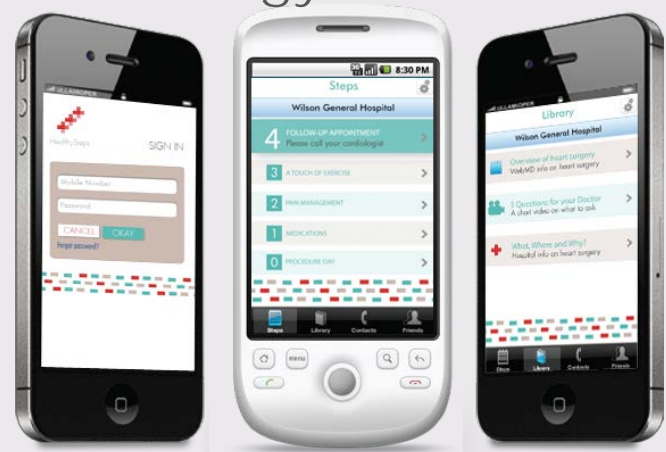 gy
ULLAMOPER
HealthySteps
SIGN IN
Mobile Number
Password
CANCEL
OKAY
Forgot password?
3G
8:30 PM
Steps
Wilson General Hospital
4
FOLLOW-UP APPOINTMENT
Please call your cardiologist
3
A TOUCH OF EXERCISE
2
PAIN MANAGEMENT
1
MEDICATIONS
0
PROCEDURE DAY
Steps
Library
Contacts
Friends
menu
ULLAMOPER
Library
Wilson General Hospital
Overview of heart surgery
WebMD info on heart surgery
5 Questions for your Doctor
A short video on what to ask
What, Where and Why?
Hospital info on heart surgery
Steps
Library
Contacts
Friends